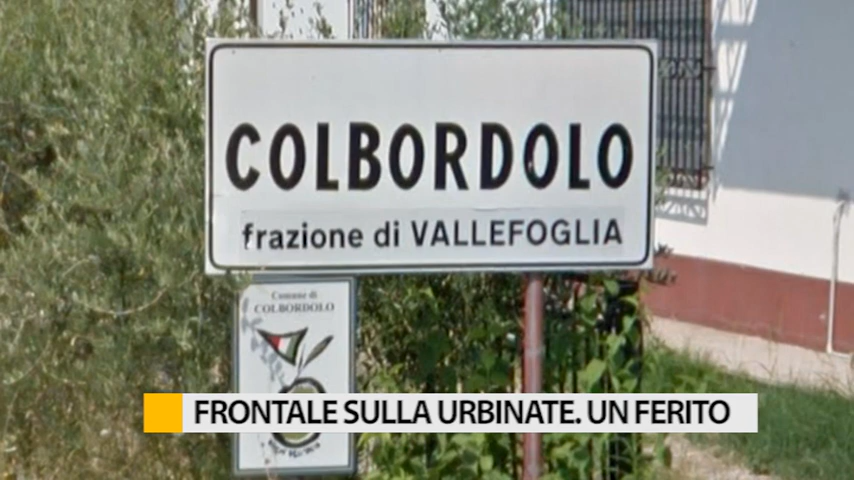 COLBORDOLO
frazione di VALLEFOGLIA
Comune di
COLBORDOLO
FRONTALE SULLA URBINATE. UN FERITO